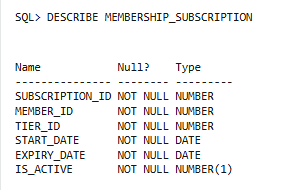 SQL> DESCRIBE MEMBERSHIP_SUBSCRIPTION
Name            Null?    Type
--------------- -------- ---------
SUBSCRIPTION_ID NOT NULL NUMBER
MEMBER_ID       NOT NULL NUMBER
TIER_ID         NOT NULL NUMBER
START_DATE      NOT NULL DATE
EXPIRY_DATE     NOT NULL DATE
IS_ACTIVE       NOT NULL NUMBER(1)